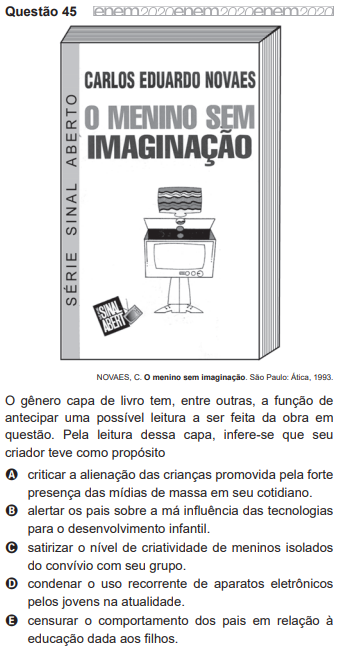 Questão 45
enem2020enem2020enem2020
CARLOS EDUARDO NOVAES
O MENINO SEM
IMAGINAÇÃO
SÉRIE SINAL ABERTO
SINAL
ABERT
NOVAES, C. O menino sem imaginação. São Paulo: Ática, 1993.
O gênero capa de livro tem, entre outras, a função de
antecipar uma possível leitura a ser feita da obra em
questão. Pela leitura dessa capa, infere-se que seu
criador teve como propósito
A criticar a alienação das crianças promovida pela forte
presença das mídias de massa em seu cotidiano.
B alertar os pais sobre a má influência das tecnologias
para o desenvolvimento infantil.
C satirizar o nível de criatividade de meninos isolados
do convívio com seu grupo.
D condenar o uso recorrente de aparatos eletrônicos
pelos jovens na atualidade.
E censurar o comportamento dos pais em relação à
educação dada aos filhos.